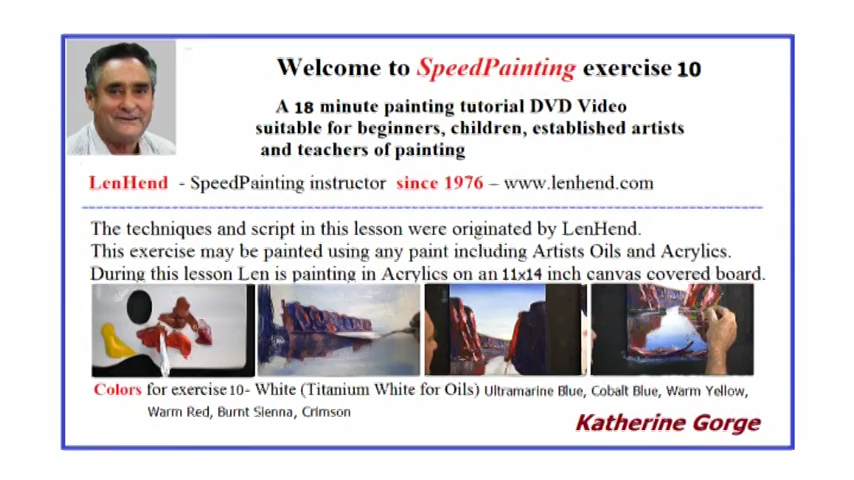 Welcome to SpeedPainting exercise 10
A 18 minute painting tutorial DVD Video
suitable for beginners, children, established artists
and teachers of painting
LenHend - SpeedPainting instructor since 1976 – www.lenhend.com
The techniques and script in this lesson were originated by LenHend.
This exercise may be painted using any paint including Artists Oils and Acrylics.
During this lesson Len is painting in Acrylics on an 11x14 inch canvas covered board.
Colors for exercise 10- White (Titanium White for Oils) Ultramarine Blue, Cobalt Blue, Warm Yellow,
Warm Red, Burnt Sienna, Crimson
Katherine Gorge